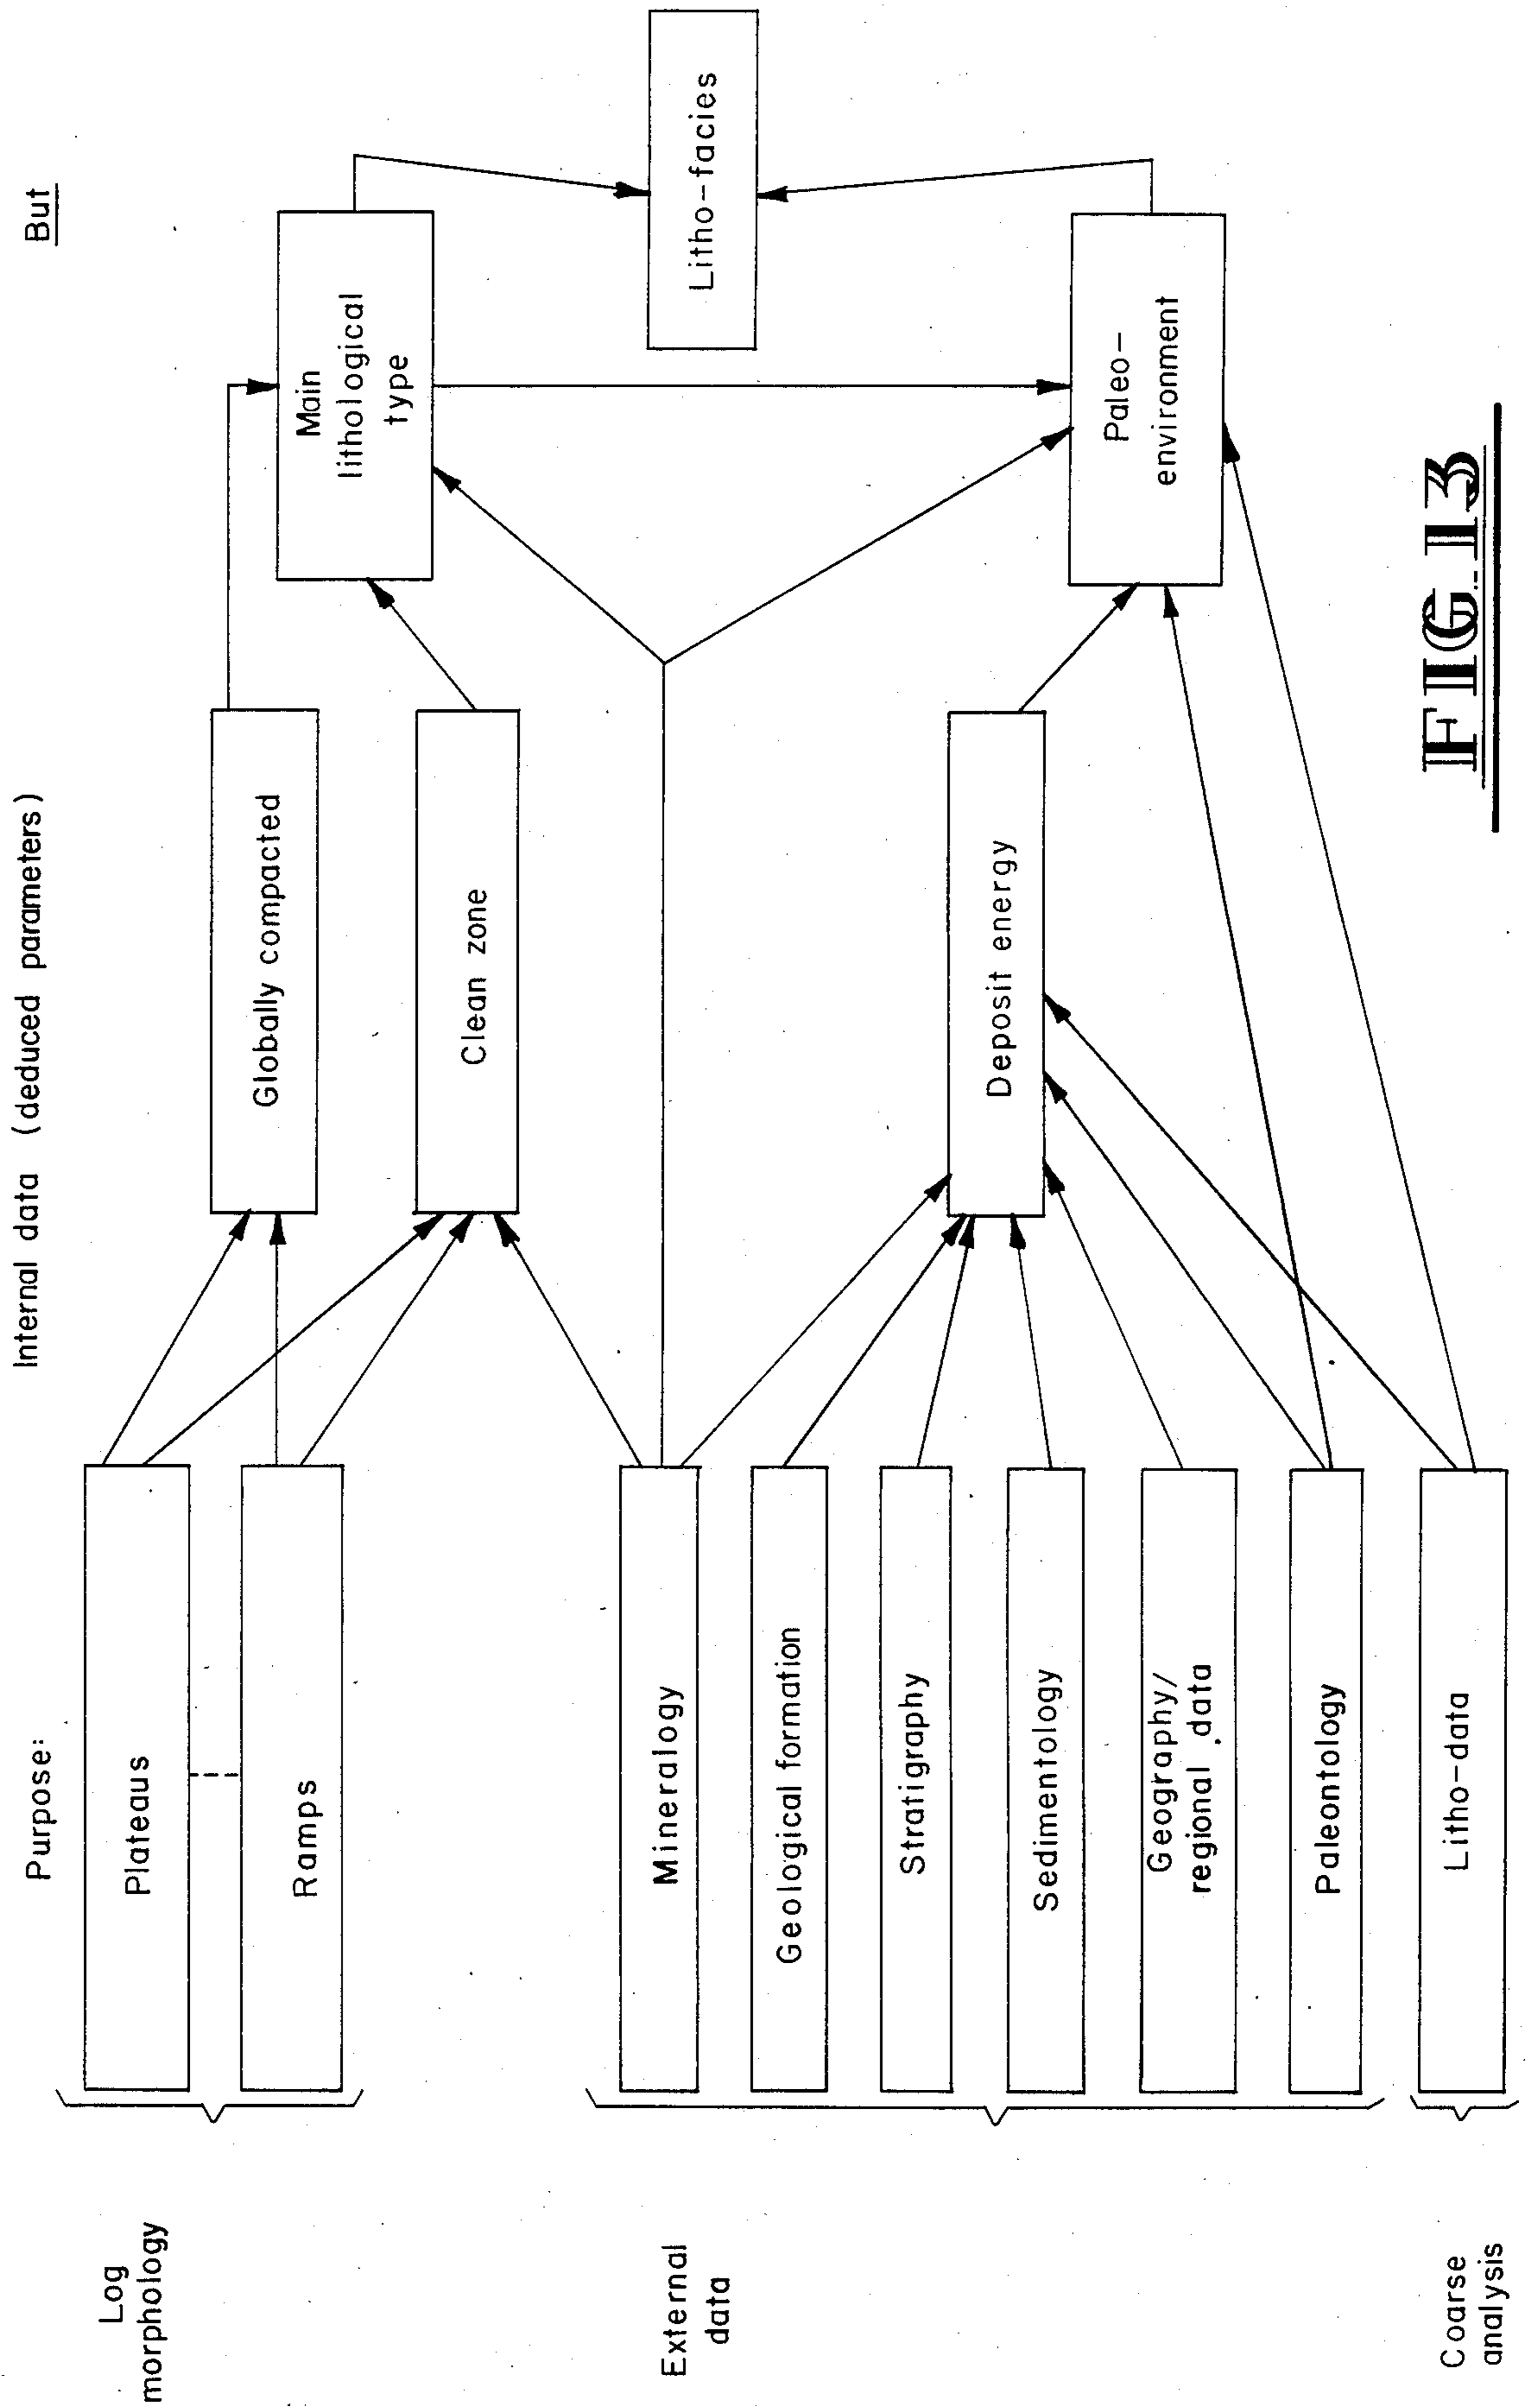 Purpose:
Internal data (deduced parameters)
But
Log
morphology
Plateaus
Ramps
Globally compacted
Clean zone
Main
lithological
type
Litho-facies
External
data
Mineralogy
Geological formation
Stratigraphy
Sedimentology
Geography/
regional data
Paleontology
Deposit energy
Paleo-
environment
Coarse
analysis
Litho-data
FIG. 13